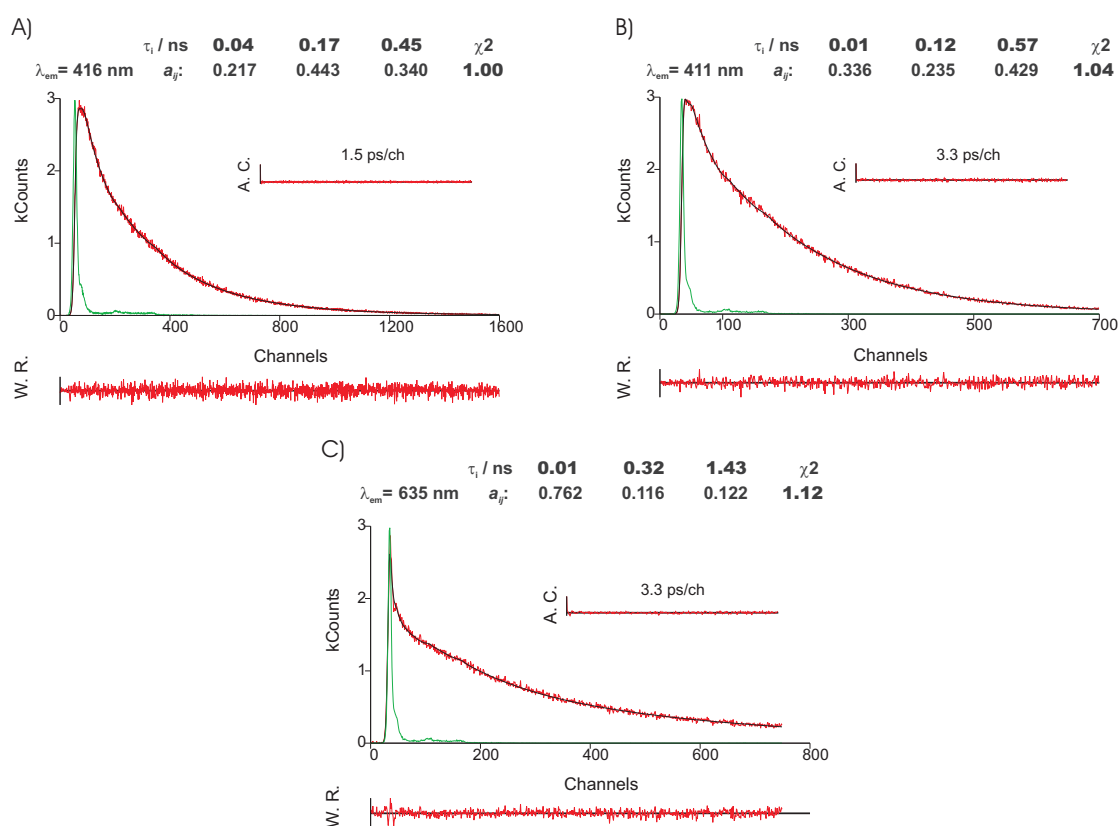 A)
τi / ns 0.04 0.17 0.45 χ2
λem= 416 nm aij: 0.217 0.443 0.340 1.00
3
2
1
0
kCounts
A. C.
1.5 ps/ch
0 400 800 1200 1600
Channels
W. R.
B)
τi / ns 0.01 0.12 0.57 χ2
λem= 411 nm aij: 0.336 0.235 0.429 1.04
3
2
1
0
kCounts
A. C.
3.3 ps/ch
0 100 300 500 700
Channels
W. R.
C)
τi / ns 0.01 0.32 1.43 χ2
λem= 635 nm aij: 0.762 0.116 0.122 1.12
3
2
1
0
kCounts
A. C.
3.3 ps/ch
0 200 400 600 800
Channels
W. R.